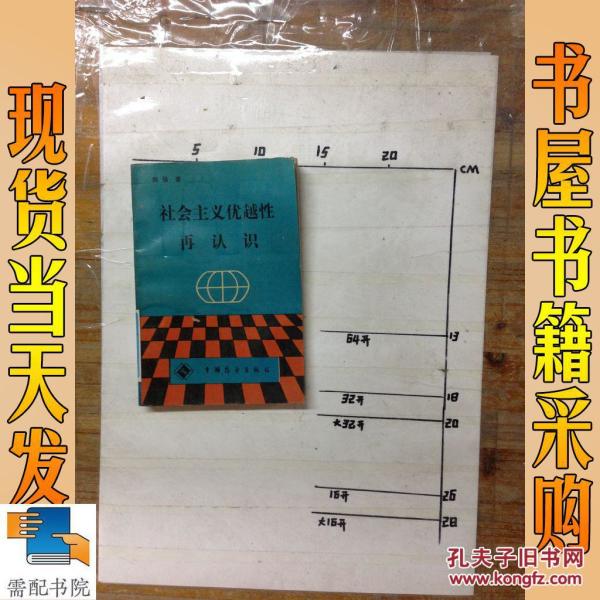 现货当天发
书屋书籍采购
5 10 15 20 CM
社会主义优越性
再认识
64开 13
32开 18
大32开 20
16开 26
大16开 28
需配书院
孔夫子旧书网
www.kongfz.com